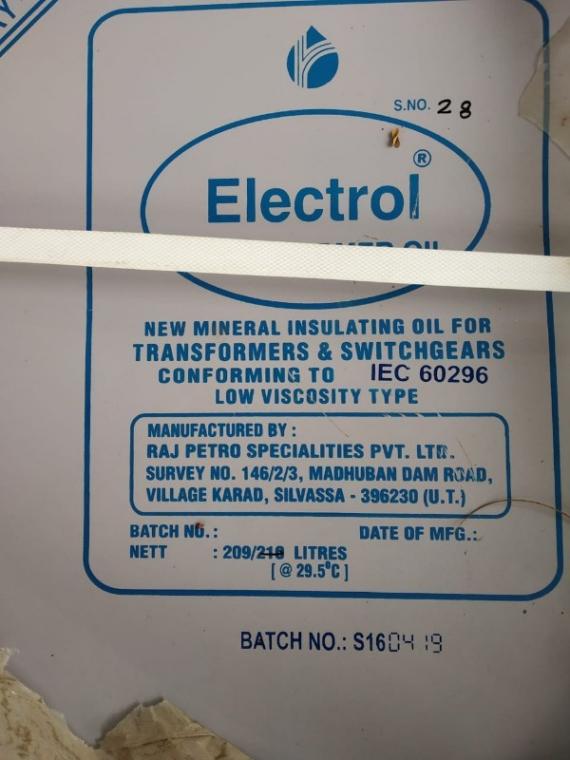 S.NO. 28
®
Electrol
OIL
NEW MINERAL INSULATING OIL FOR
TRANSFORMERS & SWITCHGEARS
CONFORMING TO IEC 60296
LOW VISCOSITY TYPE
MANUFACTURED BY :
RAJ PETRO SPECIALITIES PVT. LTD.
SURVEY NO. 146/2/3, MADHUBAN DAM ROAD,
VILLAGE KARAD, SILVASSA - 396230 (U.T.)
BATCH NO. : DATE OF MFG.:
NETT : 209/210 LITRES
[ @ 29.5°C ]
BATCH NO.: S160419